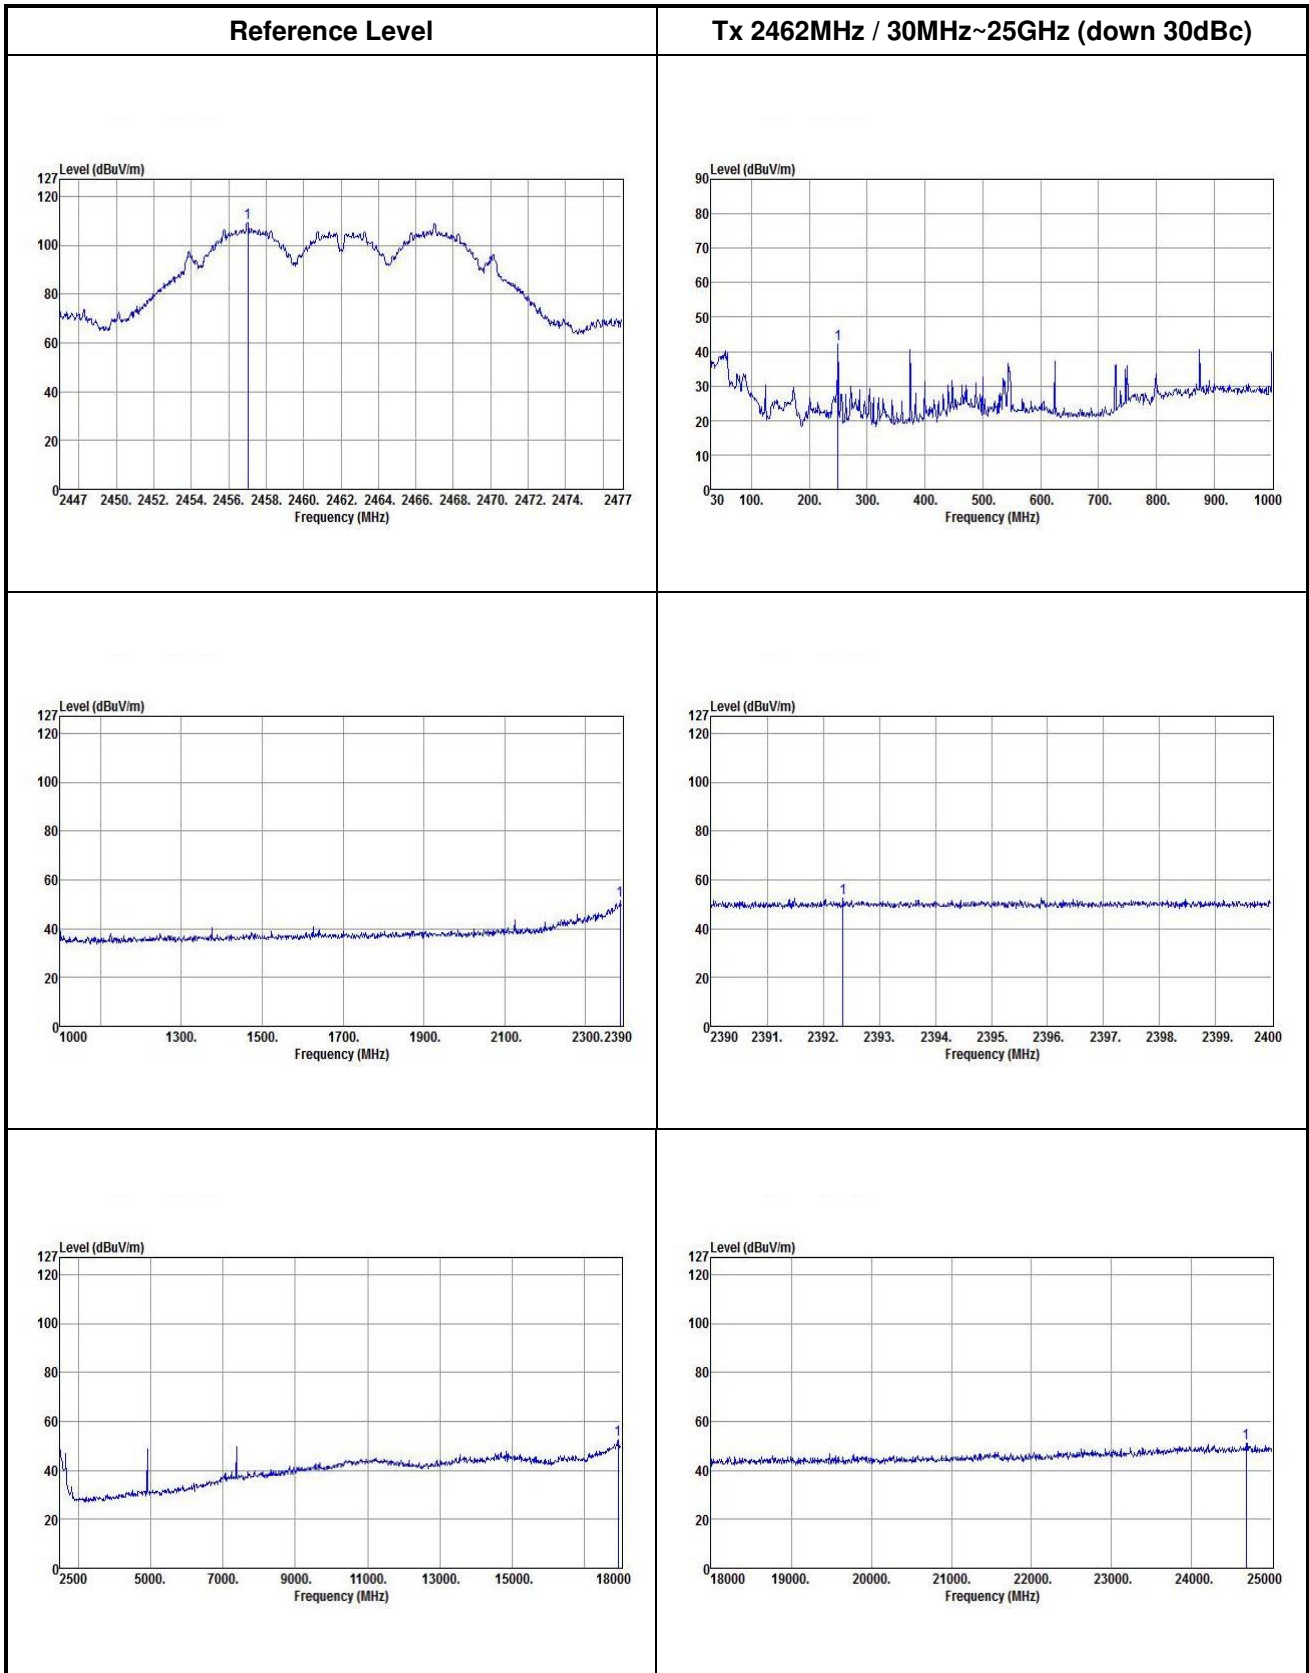 Reference Level
Tx 2462MHz / 30MHz~25GHz (down 30dBc)
Level (dBuV/m)
127
120
100
80
60
40
20
0
1
2447 2450. 2452. 2454. 2456. 2458. 2460. 2462. 2464. 2466. 2468. 2470. 2472. 2474. 2477
Frequency (MHz)
Level (dBuV/m)
90
80
70
60
50
40
30
20
10
0
1
30 100. 200. 300. 400. 500. 600. 700. 800. 900. 1000
Frequency (MHz)
Level (dBuV/m)
127
120
100
80
60
40
20
0
1
1000 1300. 1500. 1700. 1900. 2100. 2300. 2390
Frequency (MHz)
Level (dBuV/m)
127
120
100
80
60
40
20
0
1
2390 2391. 2392. 2393. 2394. 2395. 2396. 2397. 2398. 2399. 2400
Frequency (MHz)
Level (dBuV/m)
127
120
100
80
60
40
20
0
1
2500 5000. 7000. 9000. 11000. 13000. 15000. 18000
Frequency (MHz)
Level (dBuV/m)
127
120
100
80
60
40
20
0
1
18000 19000. 20000. 21000. 22000. 23000. 24000. 25000
Frequency (MHz)